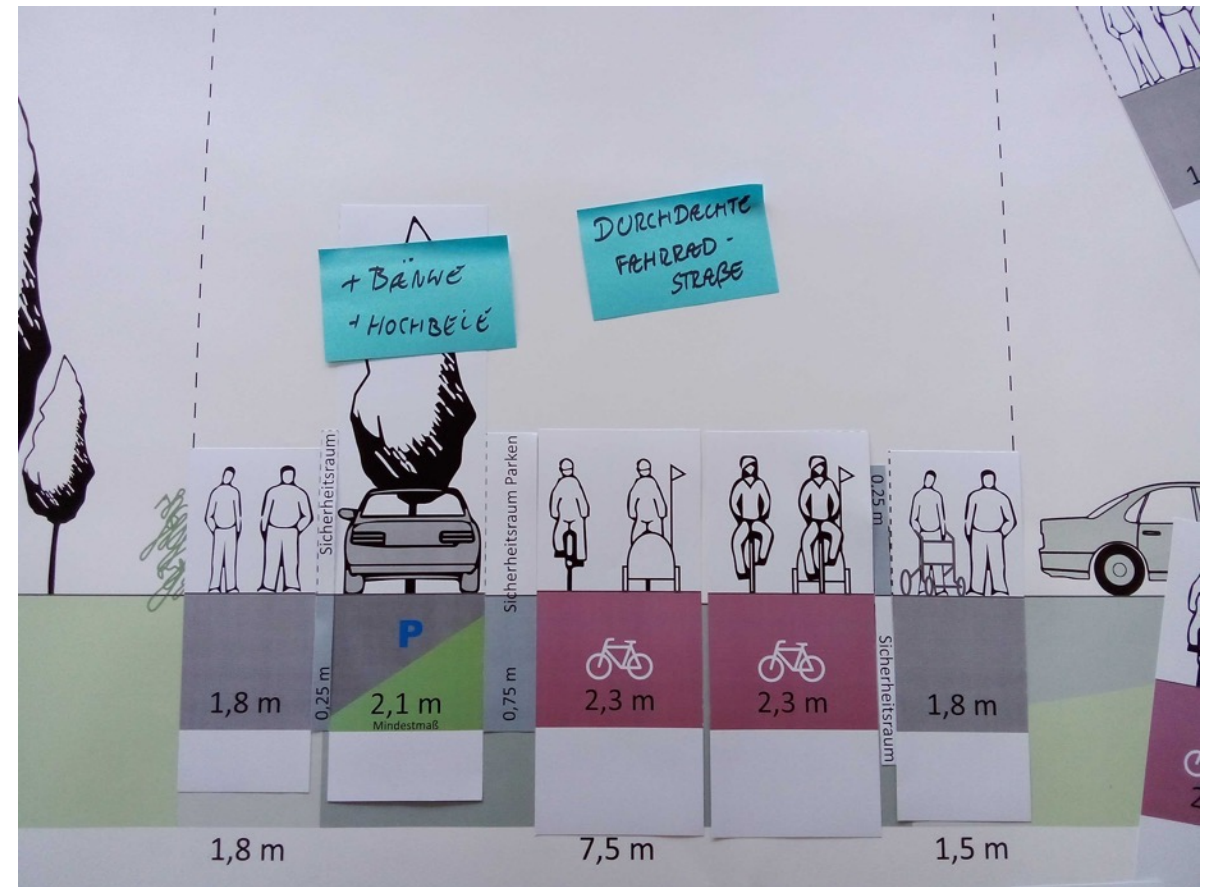 + BÄNKE
+ HOCHBEETE
DURCHDACHTE
FAHRRAD-
STRAßE
Sicherheitsraum
Sicherheitsraum Parken
0,25 m
Sicherheitsraum
P
1,8 m
0,25 m
2,1 m
Mindestmaß
0,75 m
2,3 m
2,3 m
1,8 m
1,8 m
7,5 m
1,5 m